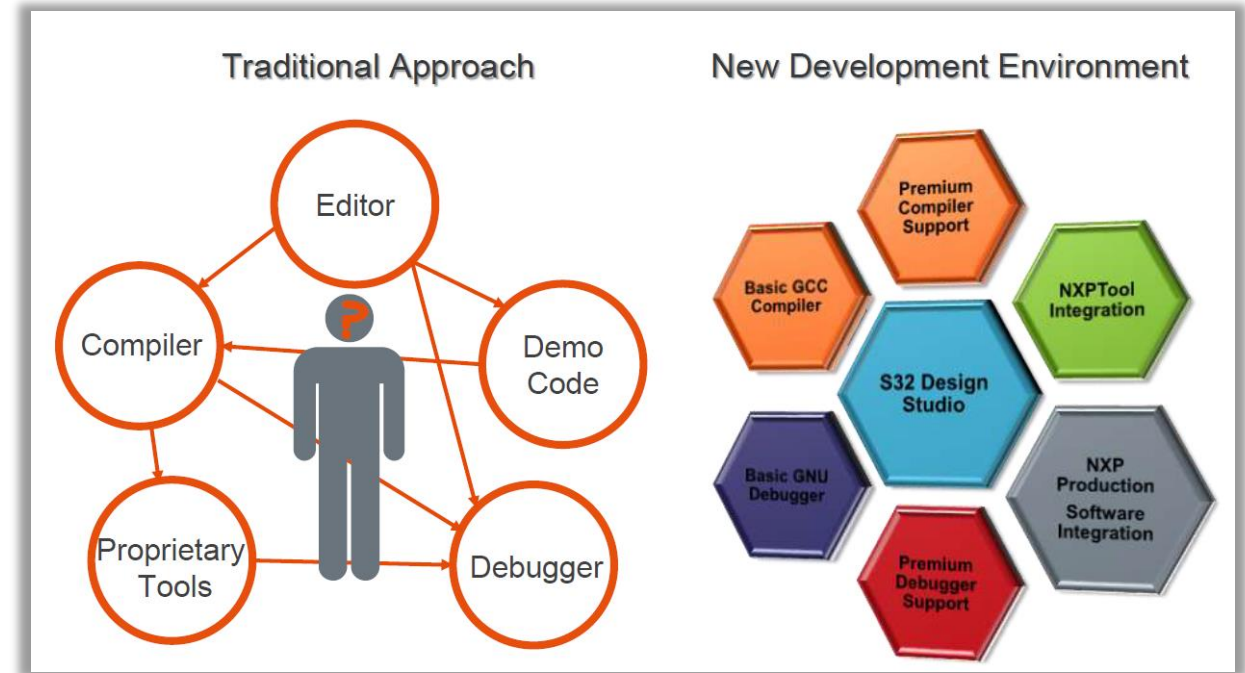 Traditional Approach
New Development Environment
Editor
Compiler
?
Demo
Code
Proprietary
Tools
Debugger
Premium
Compiler
Support
Basic GCC
Compiler
NXPTool
Integration
S32 Design
Studio
Basic GNU
Debugger
NXP
Production
Software
Integration
Premium
Debugger
Support